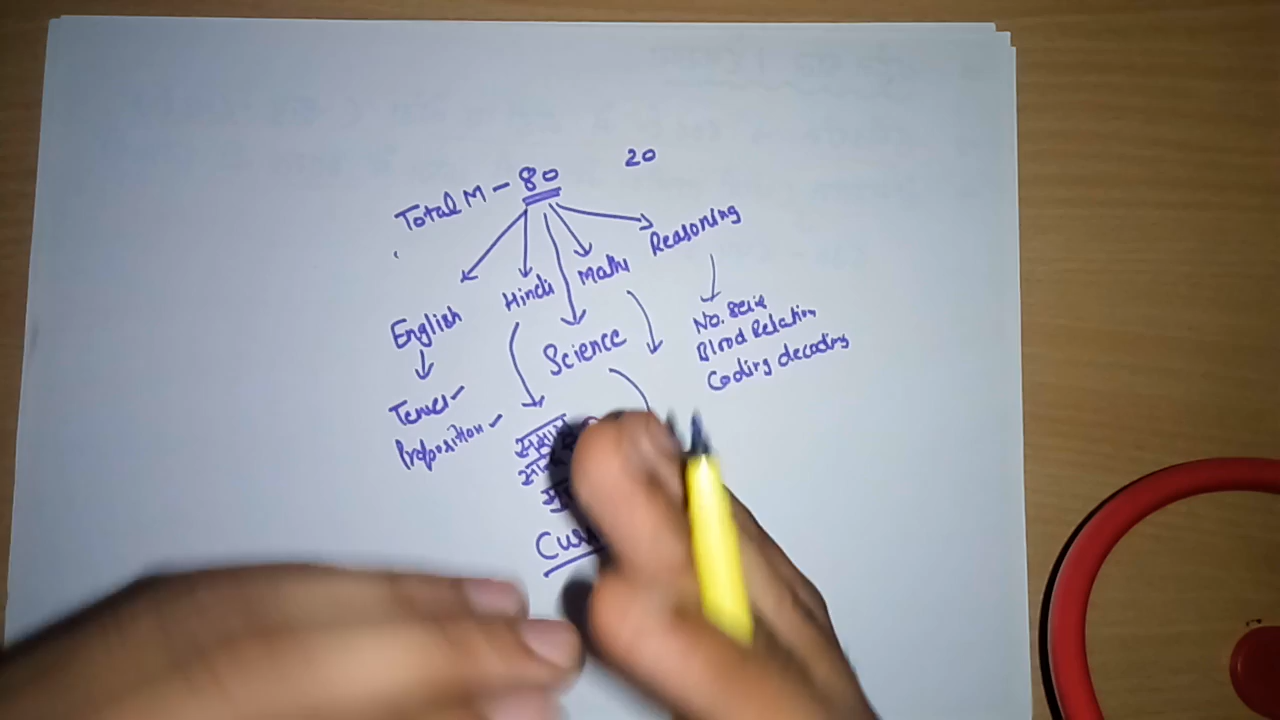 20
Total M - 80
English
Hindi
Science
Maths
Reasoning
Tense
Preposition
No. Serie
Blood Relation
Coding decoding